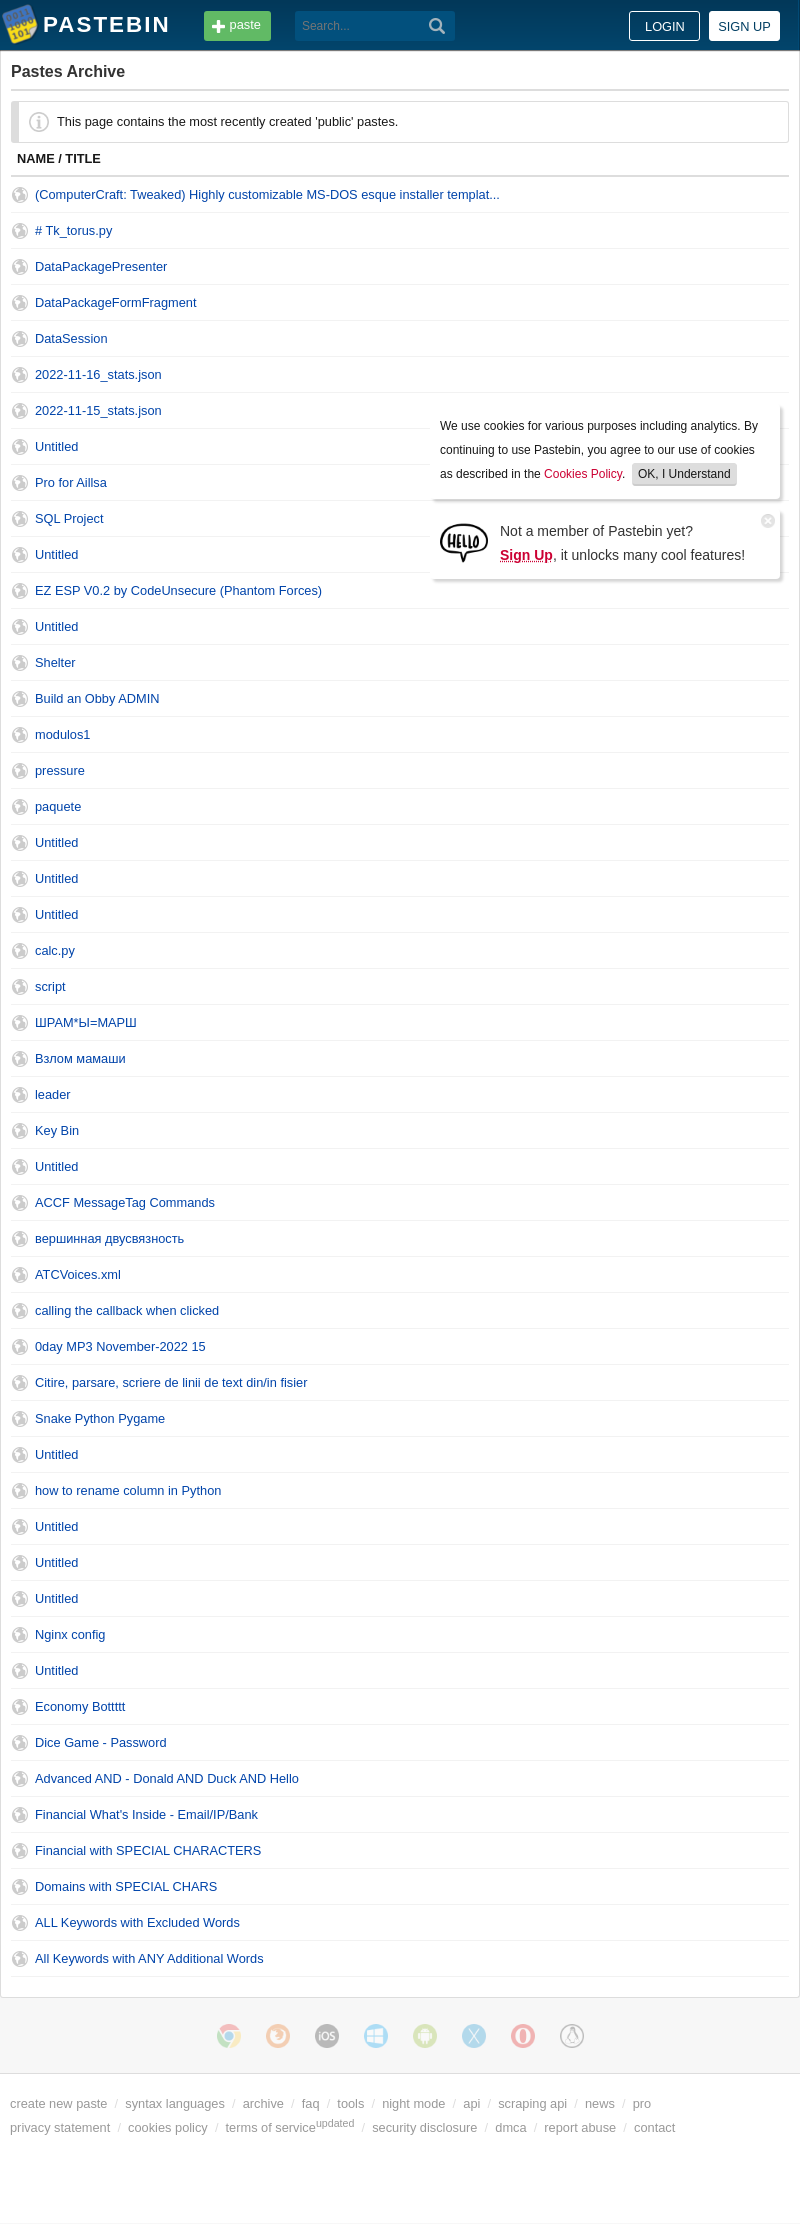 PASTEBIN
paste
Search...
LOGIN
SIGN UP
Pastes Archive
This page contains the most recently created 'public' pastes.
NAME / TITLE
(ComputerCraft: Tweaked) Highly customizable MS-DOS esque installer templat...
# Tk_torus.py
DataPackagePresenter
DataPackageFormFragment
DataSession
2022-11-16_stats.json
2022-11-15_stats.json
We use cookies for various purposes including analytics. By
continuing to use Pastebin, you agree to our use of cookies
as described in the Cookies Policy. OK, I Understand
Untitled
Pro for Aillsa
SQL Project
HELLO
Not a member of Pastebin yet?
Sign Up, it unlocks many cool features!
Untitled
EZ ESP V0.2 by CodeUnsecure (Phantom Forces)
Untitled
Shelter
Build an Obby ADMIN
modulos1
pressure
paquete
Untitled
Untitled
Untitled
calc.py
script
ШРАМ*Ы=МАРШ
Взлом мамаши
leader
Key Bin
Untitled
ACCF MessageTag Commands
вершинная двусвязность
ATCVoices.xml
calling the callback when clicked
0day MP3 November-2022 15
Citire, parsare, scriere de linii de text din/in fisier
Snake Python Pygame
Untitled
how to rename column in Python
Untitled
Untitled
Untitled
Nginx config
Untitled
Economy Bottttt
Dice Game - Password
Advanced AND - Donald AND Duck AND Hello
Financial What's Inside - Email/IP/Bank
Financial with SPECIAL CHARACTERS
Domains with SPECIAL CHARS
ALL Keywords with Excluded Words
All Keywords with ANY Additional Words
iOS
create new paste / syntax languages / archive / faq / tools / night mode / api / scraping api / news / pro
privacy statement / cookies policy / terms of service updated / security disclosure / dmca / report abuse / contact